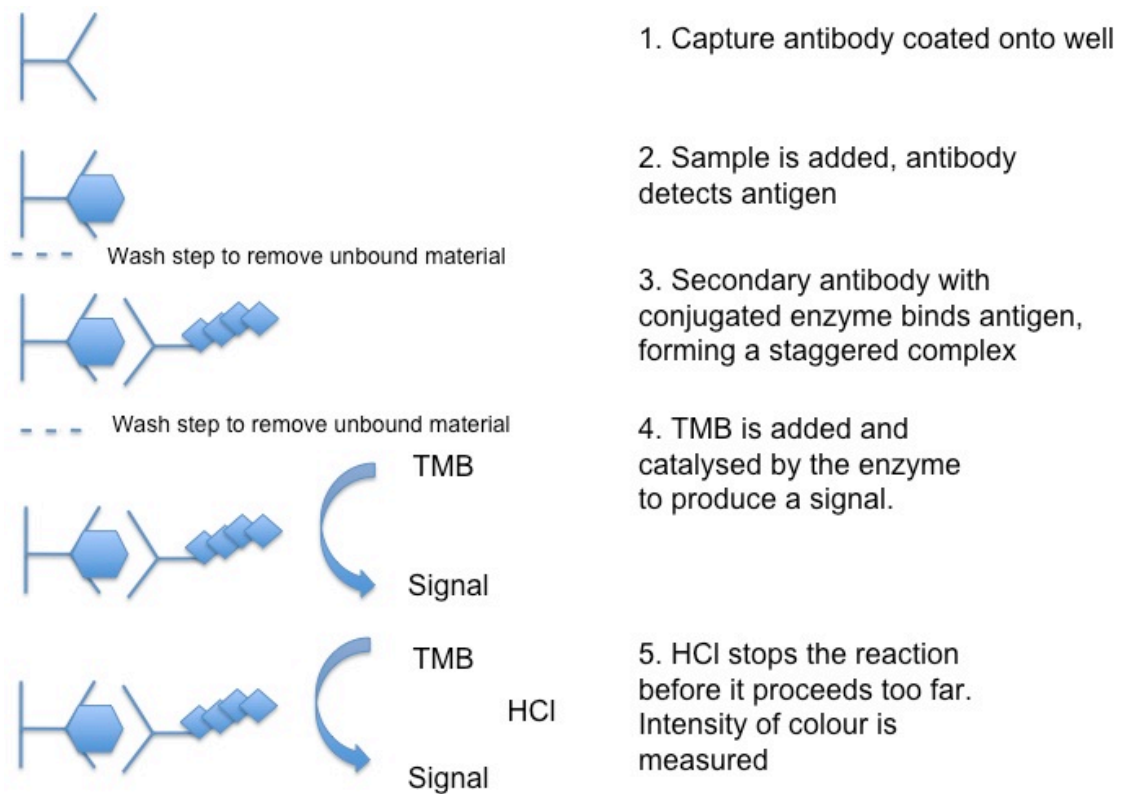 1. Capture antibody coated onto well
2. Sample is added, antibody
detects antigen
Wash step to remove unbound material
3. Secondary antibody with
conjugated enzyme binds antigen,
forming a staggered complex
Wash step to remove unbound material
4. TMB is added and
catalysed by the enzyme
to produce a signal.
TMB
Signal
5. HCl stops the reaction
before it proceeds too far.
Intensity of colour is
measured
TMB
HCl
Signal